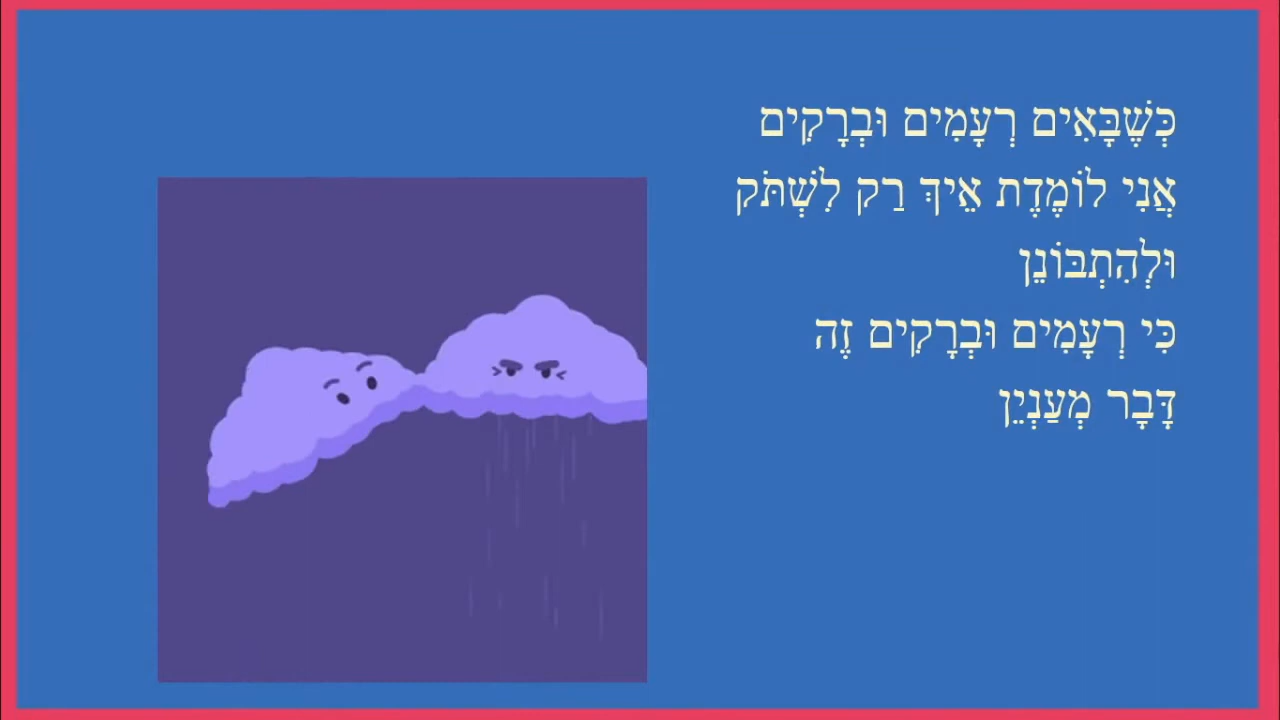 כְּשֶׁבָּאִים רְעָמִים וּבְרָקִים
אֲנִי לוֹמֶדֶת אֵיךְ רַק לִשְׁתֹּק
וּלְהִתְבּוֹנֵן
כִּי רְעָמִים וּבְרָקִים זֶה
דָּבָר מְעַנְיֵן